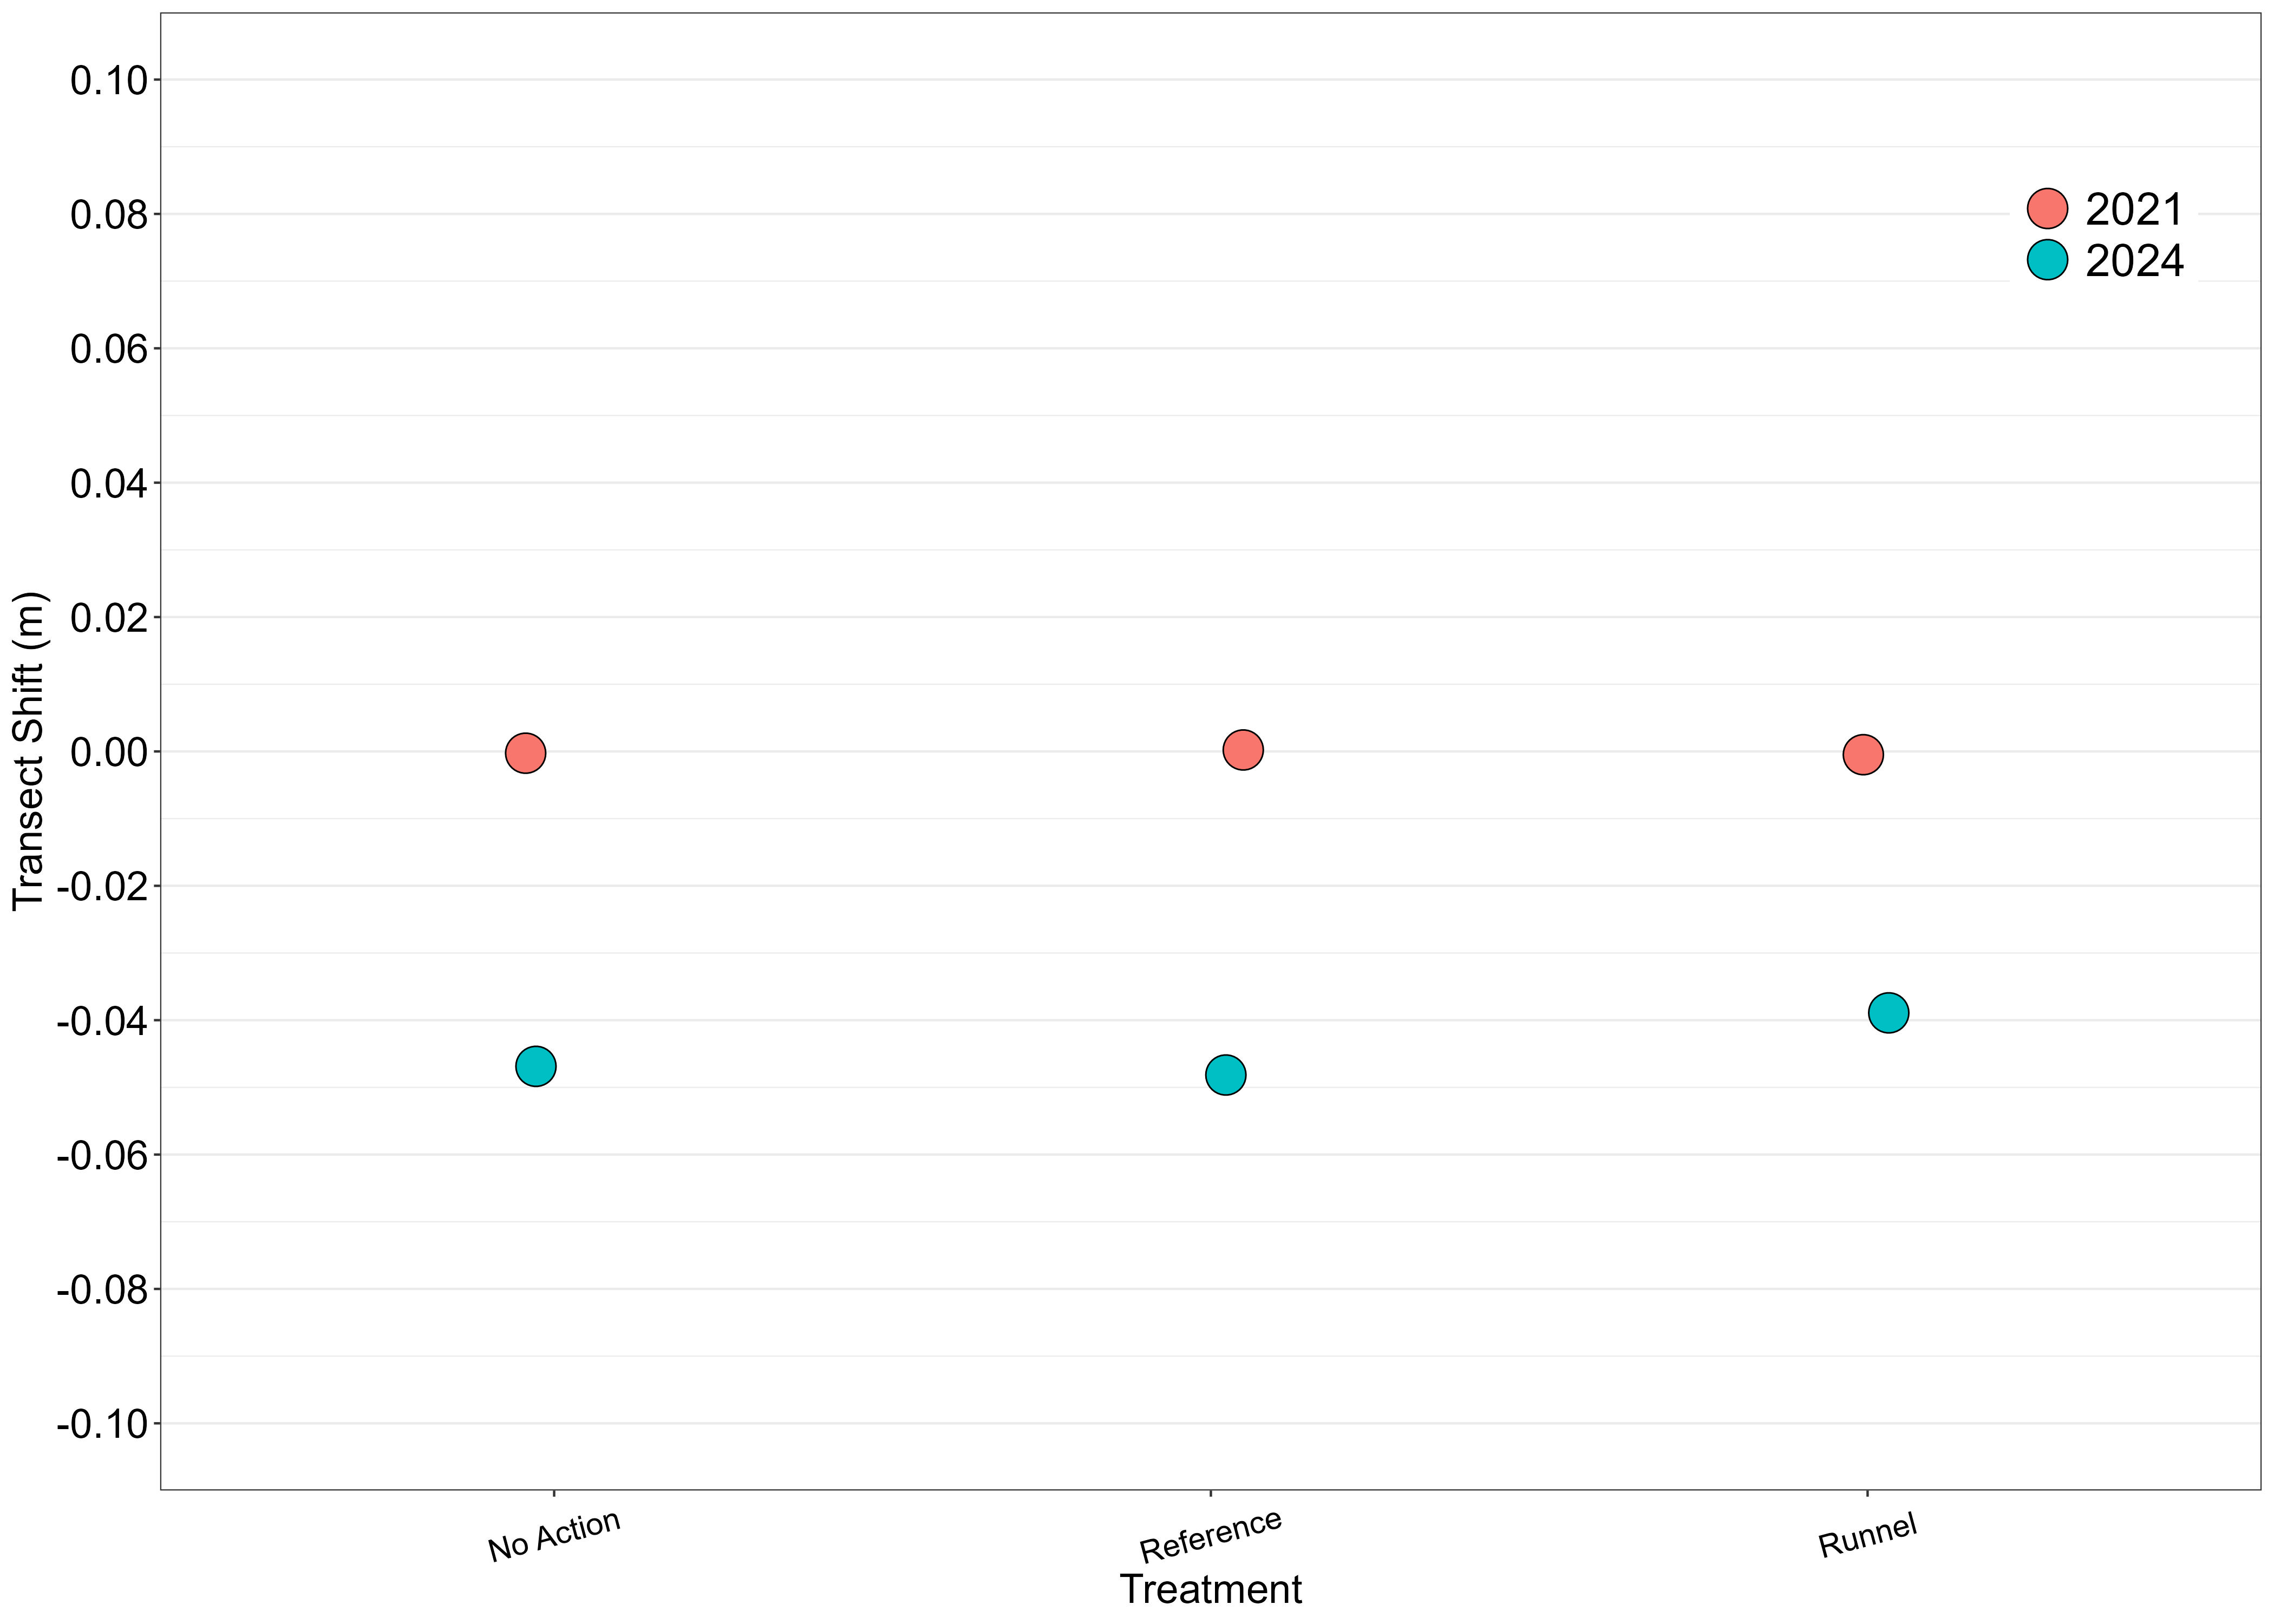 0.10
0.08
0.06
0.04
0.02
0.00
-0.02
-0.04
-0.06
-0.08
-0.10
Transect Shift (m)
2021
2024
No Action
Reference
Runnel
Treatment